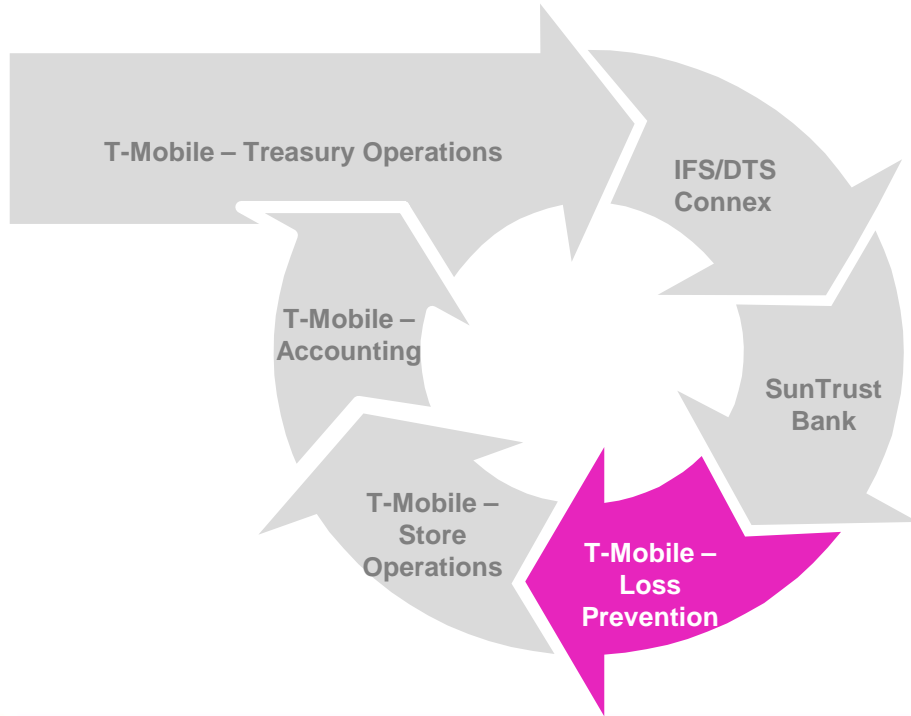 T-Mobile – Treasury Operations
IFS/DTS
Connex
SunTrust
Bank
T-Mobile –
Loss
Prevention
T-Mobile –
Store
Operations
T-Mobile –
Accounting